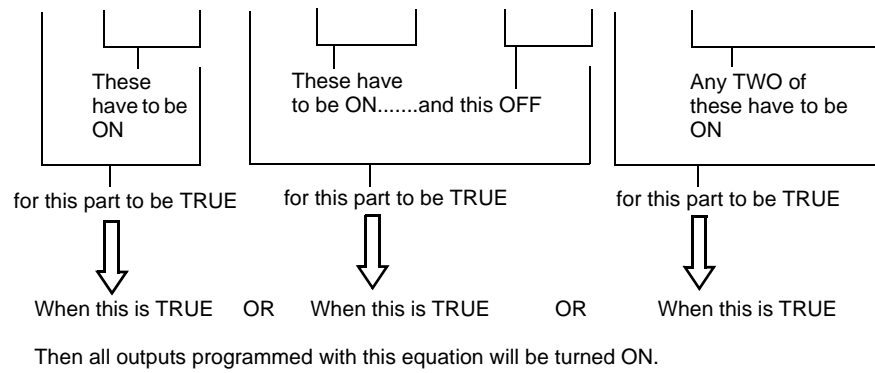 These
have to be
ON
These have
to be ON.......and this OFF
Any TWO of
these have to be
ON
for this part to be TRUE
for this part to be TRUE
for this part to be TRUE
When this is TRUE OR When this is TRUE OR When this is TRUE
Then all outputs programmed with this equation will be turned ON.